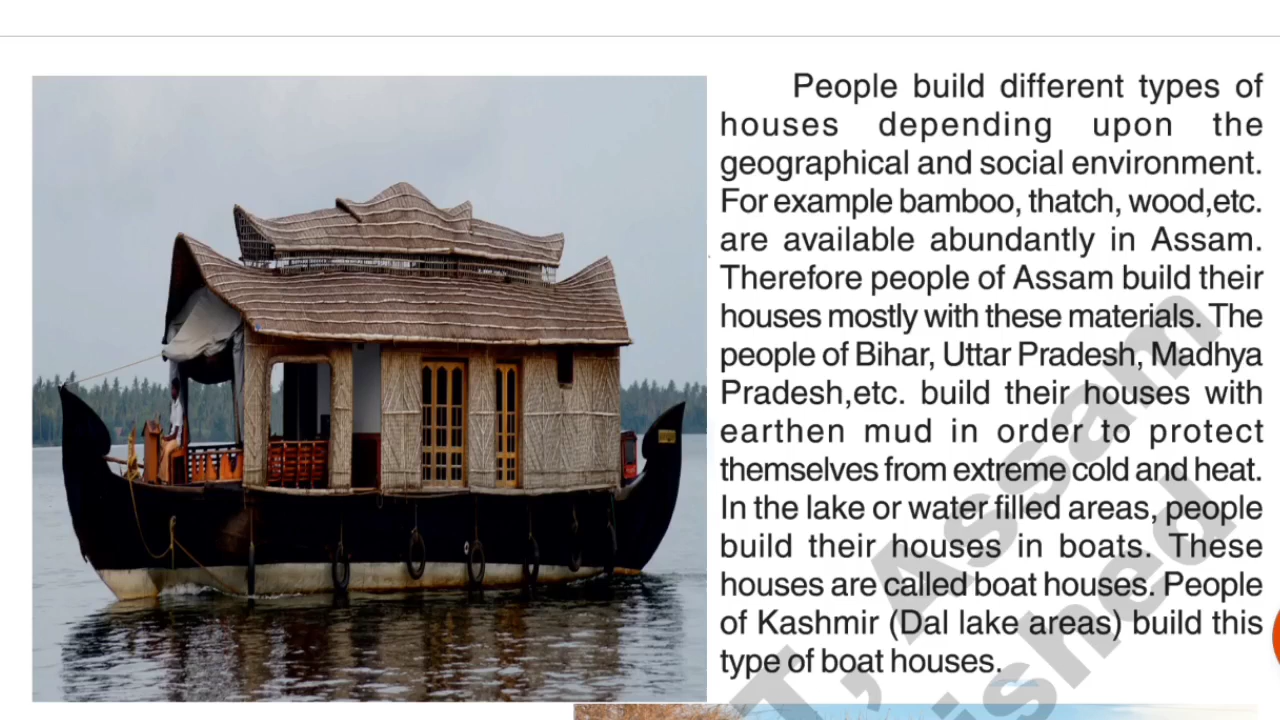 People build different types of
houses depending upon the
geographical and social environment.
For example bamboo, thatch, wood,etc.
are available abundantly in Assam.
Therefore people of Assam build their
houses mostly with these materials. The
people of Bihar, Uttar Pradesh, Madhya
Pradesh,etc. build their houses with
earthen mud in order to protect
themselves from extreme cold and heat.
In the lake or water filled areas, people
build their houses in boats. These
houses are called boat houses. People
of Kashmir (Dal lake areas) build this
type of boat houses.
T, Assam
ished